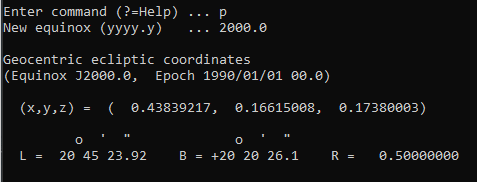 Enter command (?=Help) ... p
New equinox (yyyy.y)   ... 2000.0
Geocentric ecliptic coordinates
(Equinox J2000.0,  Epoch 1990/01/01 00.0)
(x,y,z) =  (  0.43839217,  0.16615008,  0.17380003)
o  '  "              o  '  "
L =  20 45 23.92    B = +20 20 26.1    R =   0.50000000